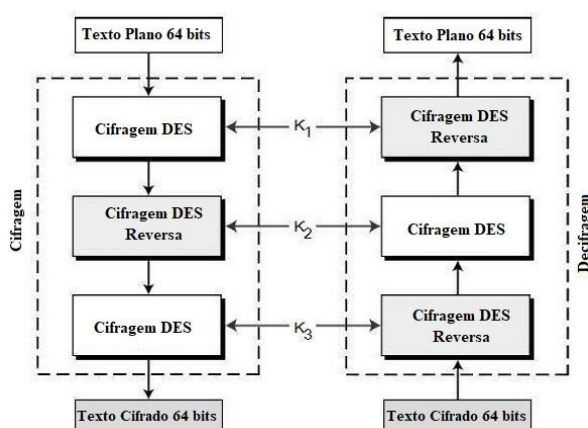 Texto Plano 64 bits
Texto Plano 64 bits
Cifragem
Cifragem DES
K1
Cifragem DES
Reversa
Cifragem DES
Reversa
K2
Cifragem DES
Cifragem DES
K3
Cifragem DES
Reversa
Decifragem
Texto Cifrado 64 bits
Texto Cifrado 64 bits